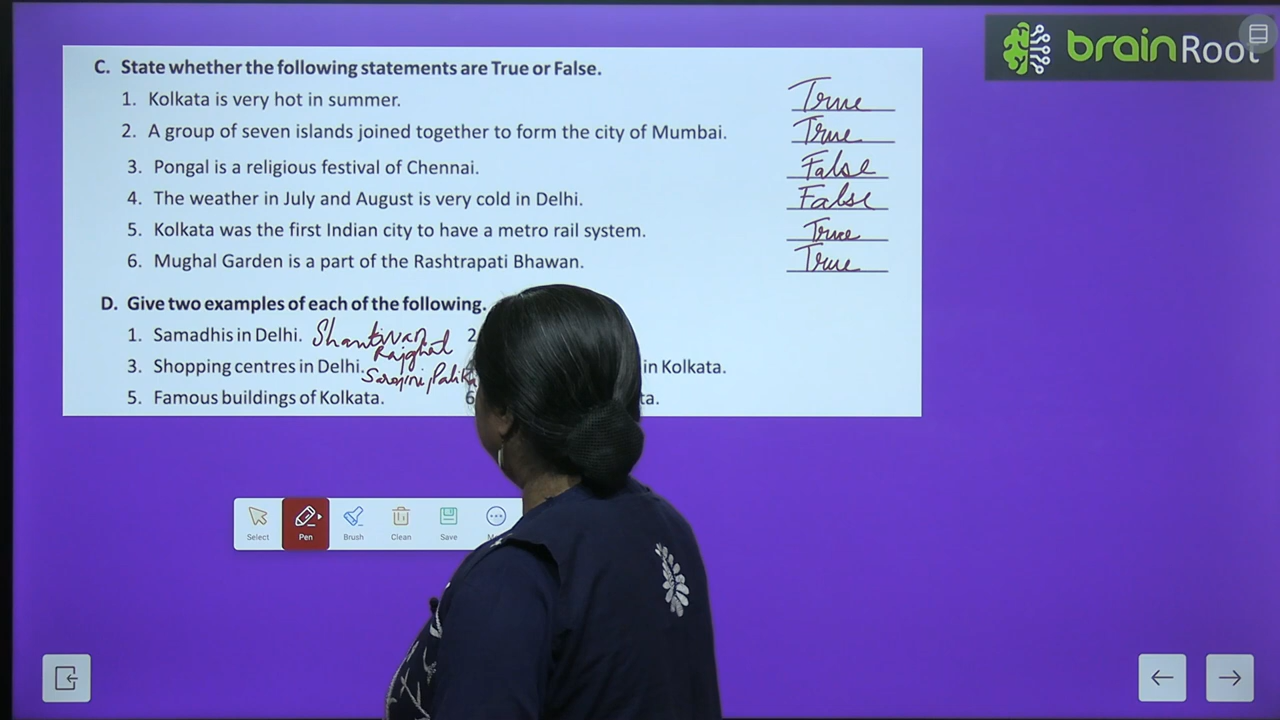 brainRoot
C. State whether the following statements are True or False.
1. Kolkata is very hot in summer. True
2. A group of seven islands joined together to form the city of Mumbai. True
3. Pongal is a religious festival of Chennai. False
4. The weather in July and August is very cold in Delhi. False
5. Kolkata was the first Indian city to have a metro rail system. True
6. Mughal Garden is a part of the Rashtrapati Bhawan. True
D. Give two examples of each of the following.
1. Samadhis in Delhi. Shantivan 2
Rajghat
3. Shopping centres in Delhi. in Kolkata.
Sarojini, Palika
5. Famous buildings of Kolkata. 6 ta.
Select Pen Brush Clean Save